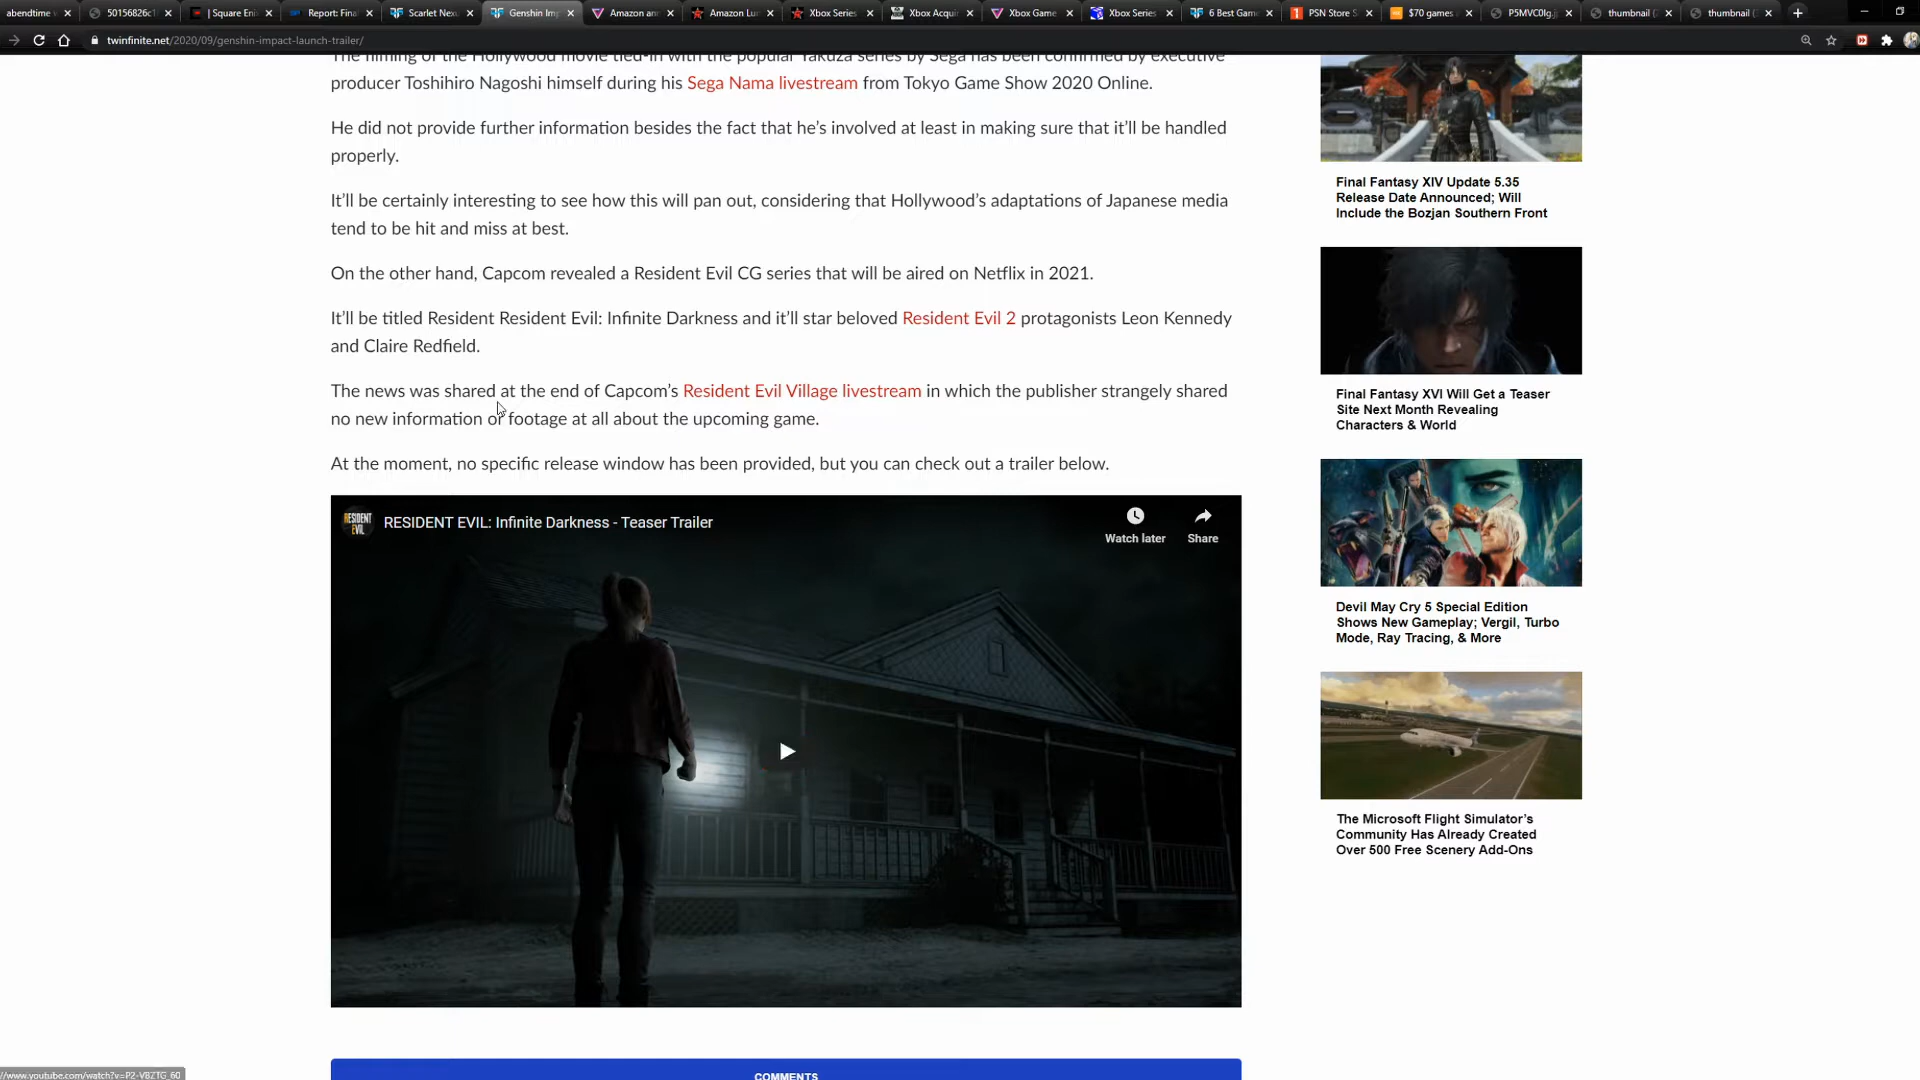 abendtime
50156826c
| Square Eni
Report: Fina
Scarlet Nexu
Genshin Imp
Amazon an
Amazon Lu
Xbox Series
Xbox Acqui
Xbox Game
Xbox Series
6 Best Game
PSN Store S
$70 games
P5MVC0lg.j
thumbnail (
thumbnail (
twinfinite.net/2020/09/genshin-impact-launch-trailer/
The filming of the Hollywood movie tied-in with the popular Yakuza series by Sega has been confirmed by executive
producer Toshihiro Nagoshi himself during his Sega Nama livestream from Tokyo Game Show 2020 Online.
He did not provide further information besides the fact that he's involved at least in making sure that it'll be handled
properly.
It'll be certainly interesting to see how this will pan out, considering that Hollywood's adaptations of Japanese media
tend to be hit and miss at best.
On the other hand, Capcom revealed a Resident Evil CG series that will be aired on Netflix in 2021.
It'll be titled Resident Resident Evil: Infinite Darkness and it'll star beloved Resident Evil 2 protagonists Leon Kennedy
and Claire Redfield.
The news was shared at the end of Capcom's Resident Evil Village livestream in which the publisher strangely shared
no new information or footage at all about the upcoming game.
At the moment, no specific release window has been provided, but you can check out a trailer below.
RESIDENT
EVIL
RESIDENT EVIL: Infinite Darkness - Teaser Trailer
Watch later
Share
COMMENTS
Final Fantasy XIV Update 5.35
Release Date Announced; Will
Include the Bozjan Southern Front
Final Fantasy XVI Will Get a Teaser
Site Next Month Revealing
Characters & World
Devil May Cry 5 Special Edition
Shows New Gameplay; Vergil, Turbo
Mode, Ray Tracing, & More
The Microsoft Flight Simulator's
Community Has Already Created
Over 500 Free Scenery Add-Ons
//www.youtube.com/watch?v=P2-VBZTG_60